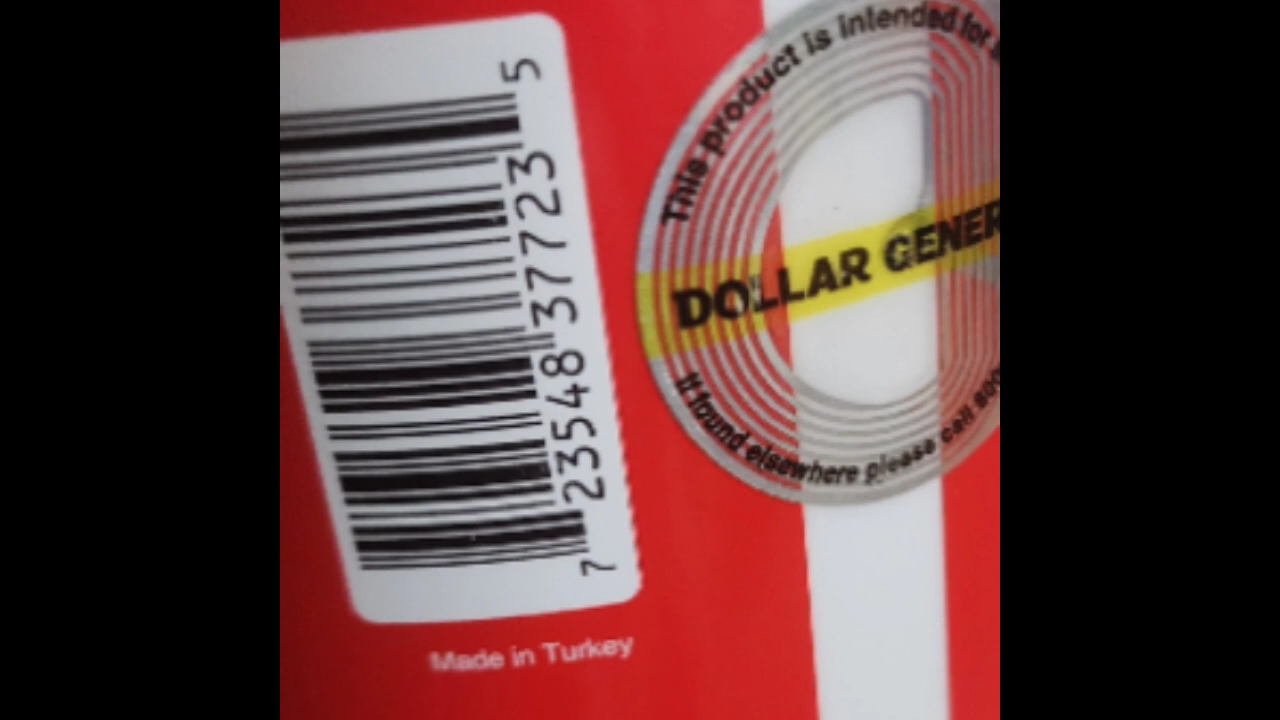 7 23548 37723 5
Made in Turkey
This product is intended for
DOLLAR GENER
If found elsewhere please call 800